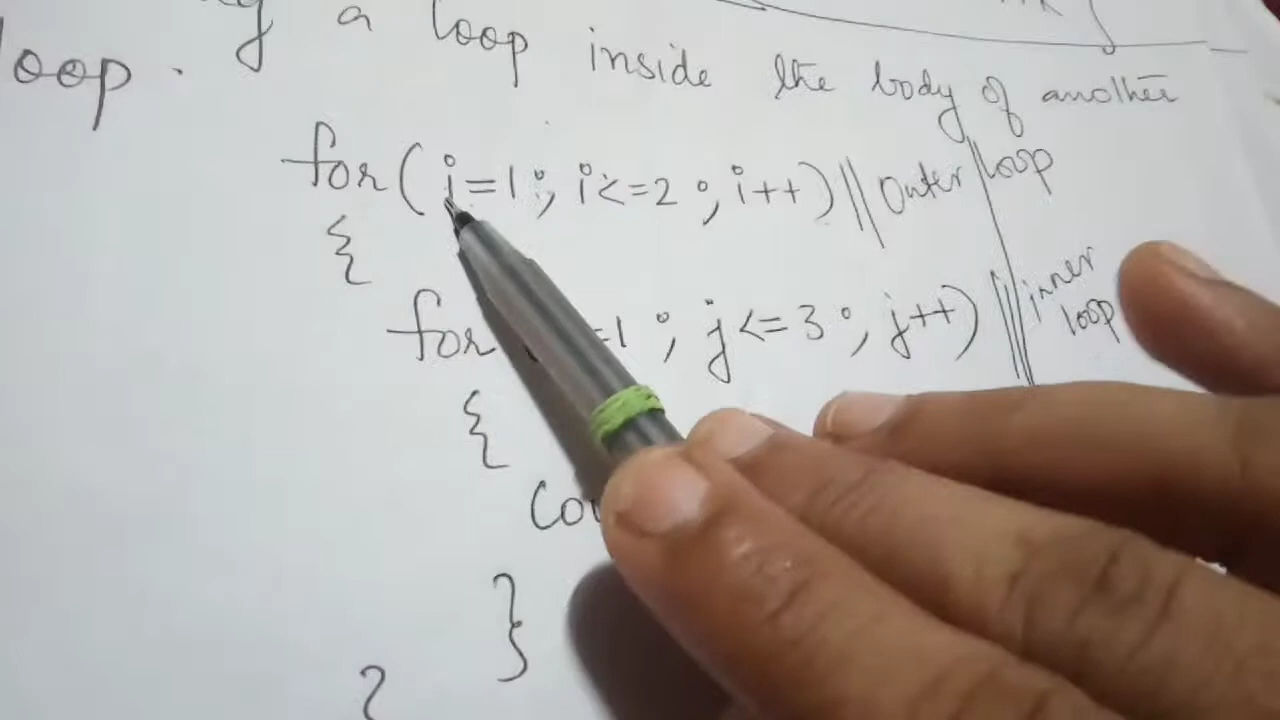 a loop inside the body of another
loop.
for(i=1; i<=2; i++) || outer loop
{
for =1; j<=3; j++) || inner
loop
{
}
}